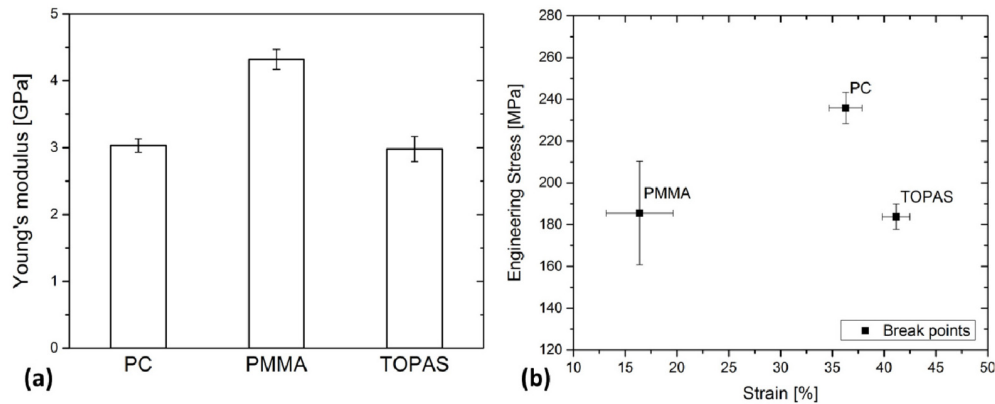 5
4
3
2
1
0
Young's modulus [GPa]
PC
PMMA
TOPAS
(a)
280
260
240
220
200
180
160
140
120
Engineering Stress [MPa]
PC
PMMA
TOPAS
Break points
10
15
20
25
30
35
40
45
50
Strain [%]
(b)